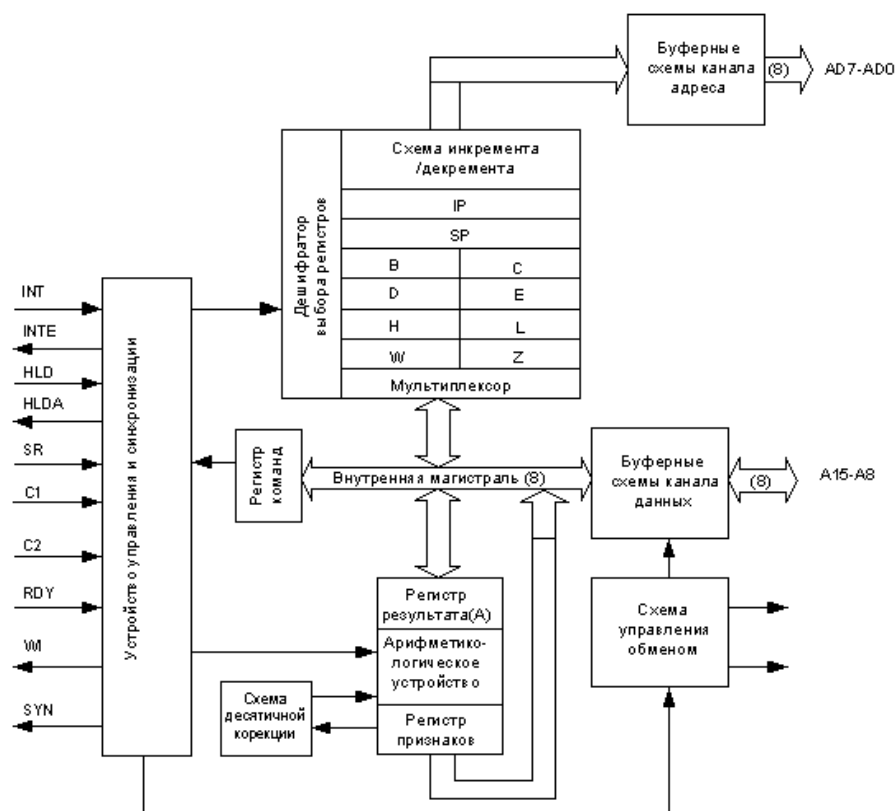 Буферные
схемы канала
адреса
(8)
AD7-AD0
Схема инкремента
/декремента
IP
SP
B
C
D
E
H
L
W
Z
Мультиплексор
Дешифратор
выбора регистров
INT
INTE
HLD
HLDA
SR
C1
C2
RDY
WI
SYN
Устройство управления и синхронизации
Регистр
команд
Внутренняя магистраль (8)
Буферные
схемы канала
данных
(8)
A15-A8
Регистр
результата(А)
Арифметико-
логическое
устройство
Регистр
признаков
Схема
десятичной
корекции
Схема
управления
обменом